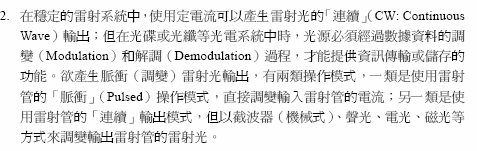 2. 在穩定的雷射系統中,使用定電流可以產生雷射光的「連續」(CW: Continuous
Wave)輸出;但在光碟或光纖等光電系統中時,光源必須經過數據資料的調
變(Modulation)和解調(Demodulation)過程,才能提供資訊傳輸或儲存的
功能。欲產生脈衝(調變)雷射光輸出,有兩類操作模式,一類是使用雷射
管的「脈衝」(Pulsed)操作模式,直接調變輸入雷射管的電流;另一類是使
用雷射管的「連續」輸出模式,但以截波器(機械式)、聲光、電光、磁光等
方式來調變輸出雷射管的雷射光。